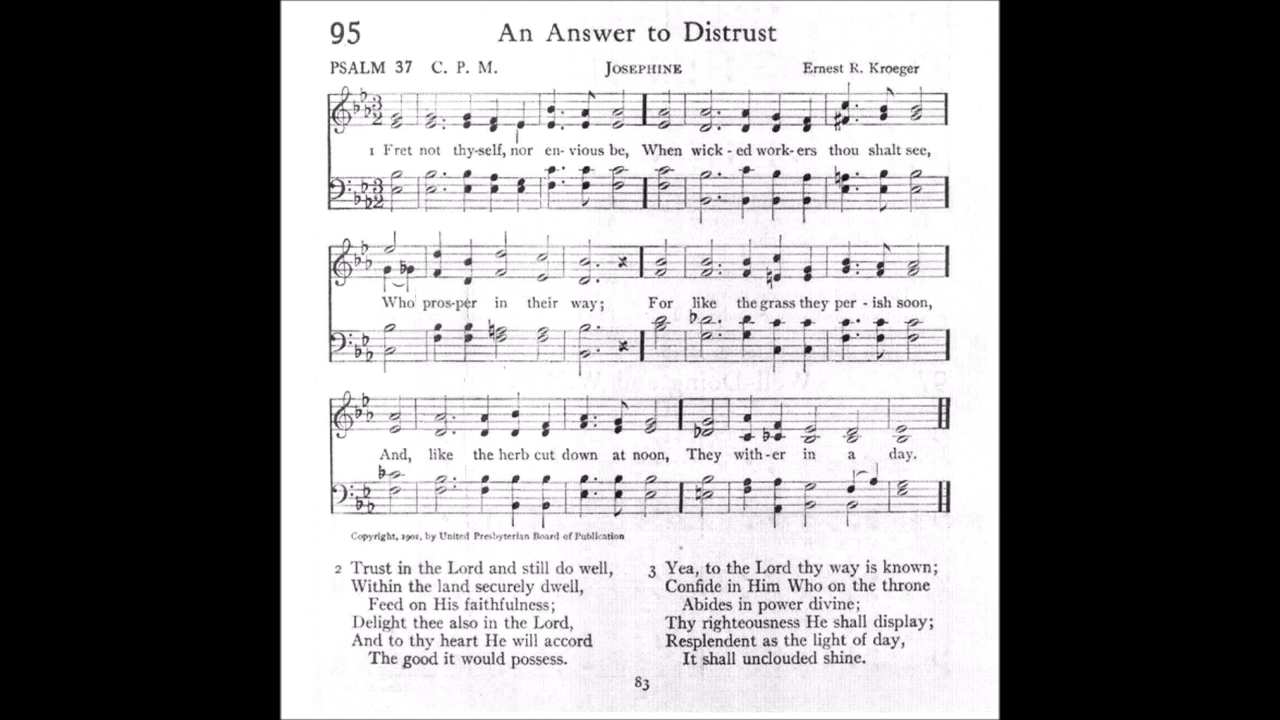 95 An Answer to Distrust
PSALM 37 C. P. M. JOSEPHINE Ernest R. Kroeger
1 Fret not thy-self, nor en- vious be, When wick - ed work- ers thou shalt see,
Who pros-per in their way; For like the grass they per - ish soon,
And, like the herb cut down at noon, They with-er in a day.
Copyright, 1901, by United Presbyterian Board of Publication
2 Trust in the Lord and still do well,
Within the land securely dwell,
Feed on His faithfulness;
Delight thee also in the Lord,
And to thy heart He will accord
The good it would possess.
3 Yea, to the Lord thy way is known;
Confide in Him Who on the throne
Abides in power divine;
Thy righteousness He shall display;
Resplendent as the light of day,
It shall unclouded shine.
83